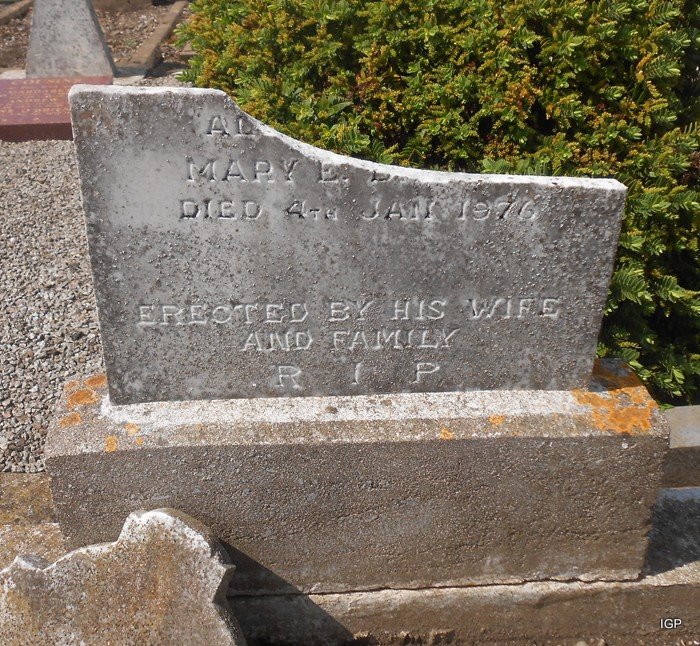 MARY E.
DIED 4TH JAN 1976
ERECTED BY HIS WIFE
AND FAMILY
R I P
IGP